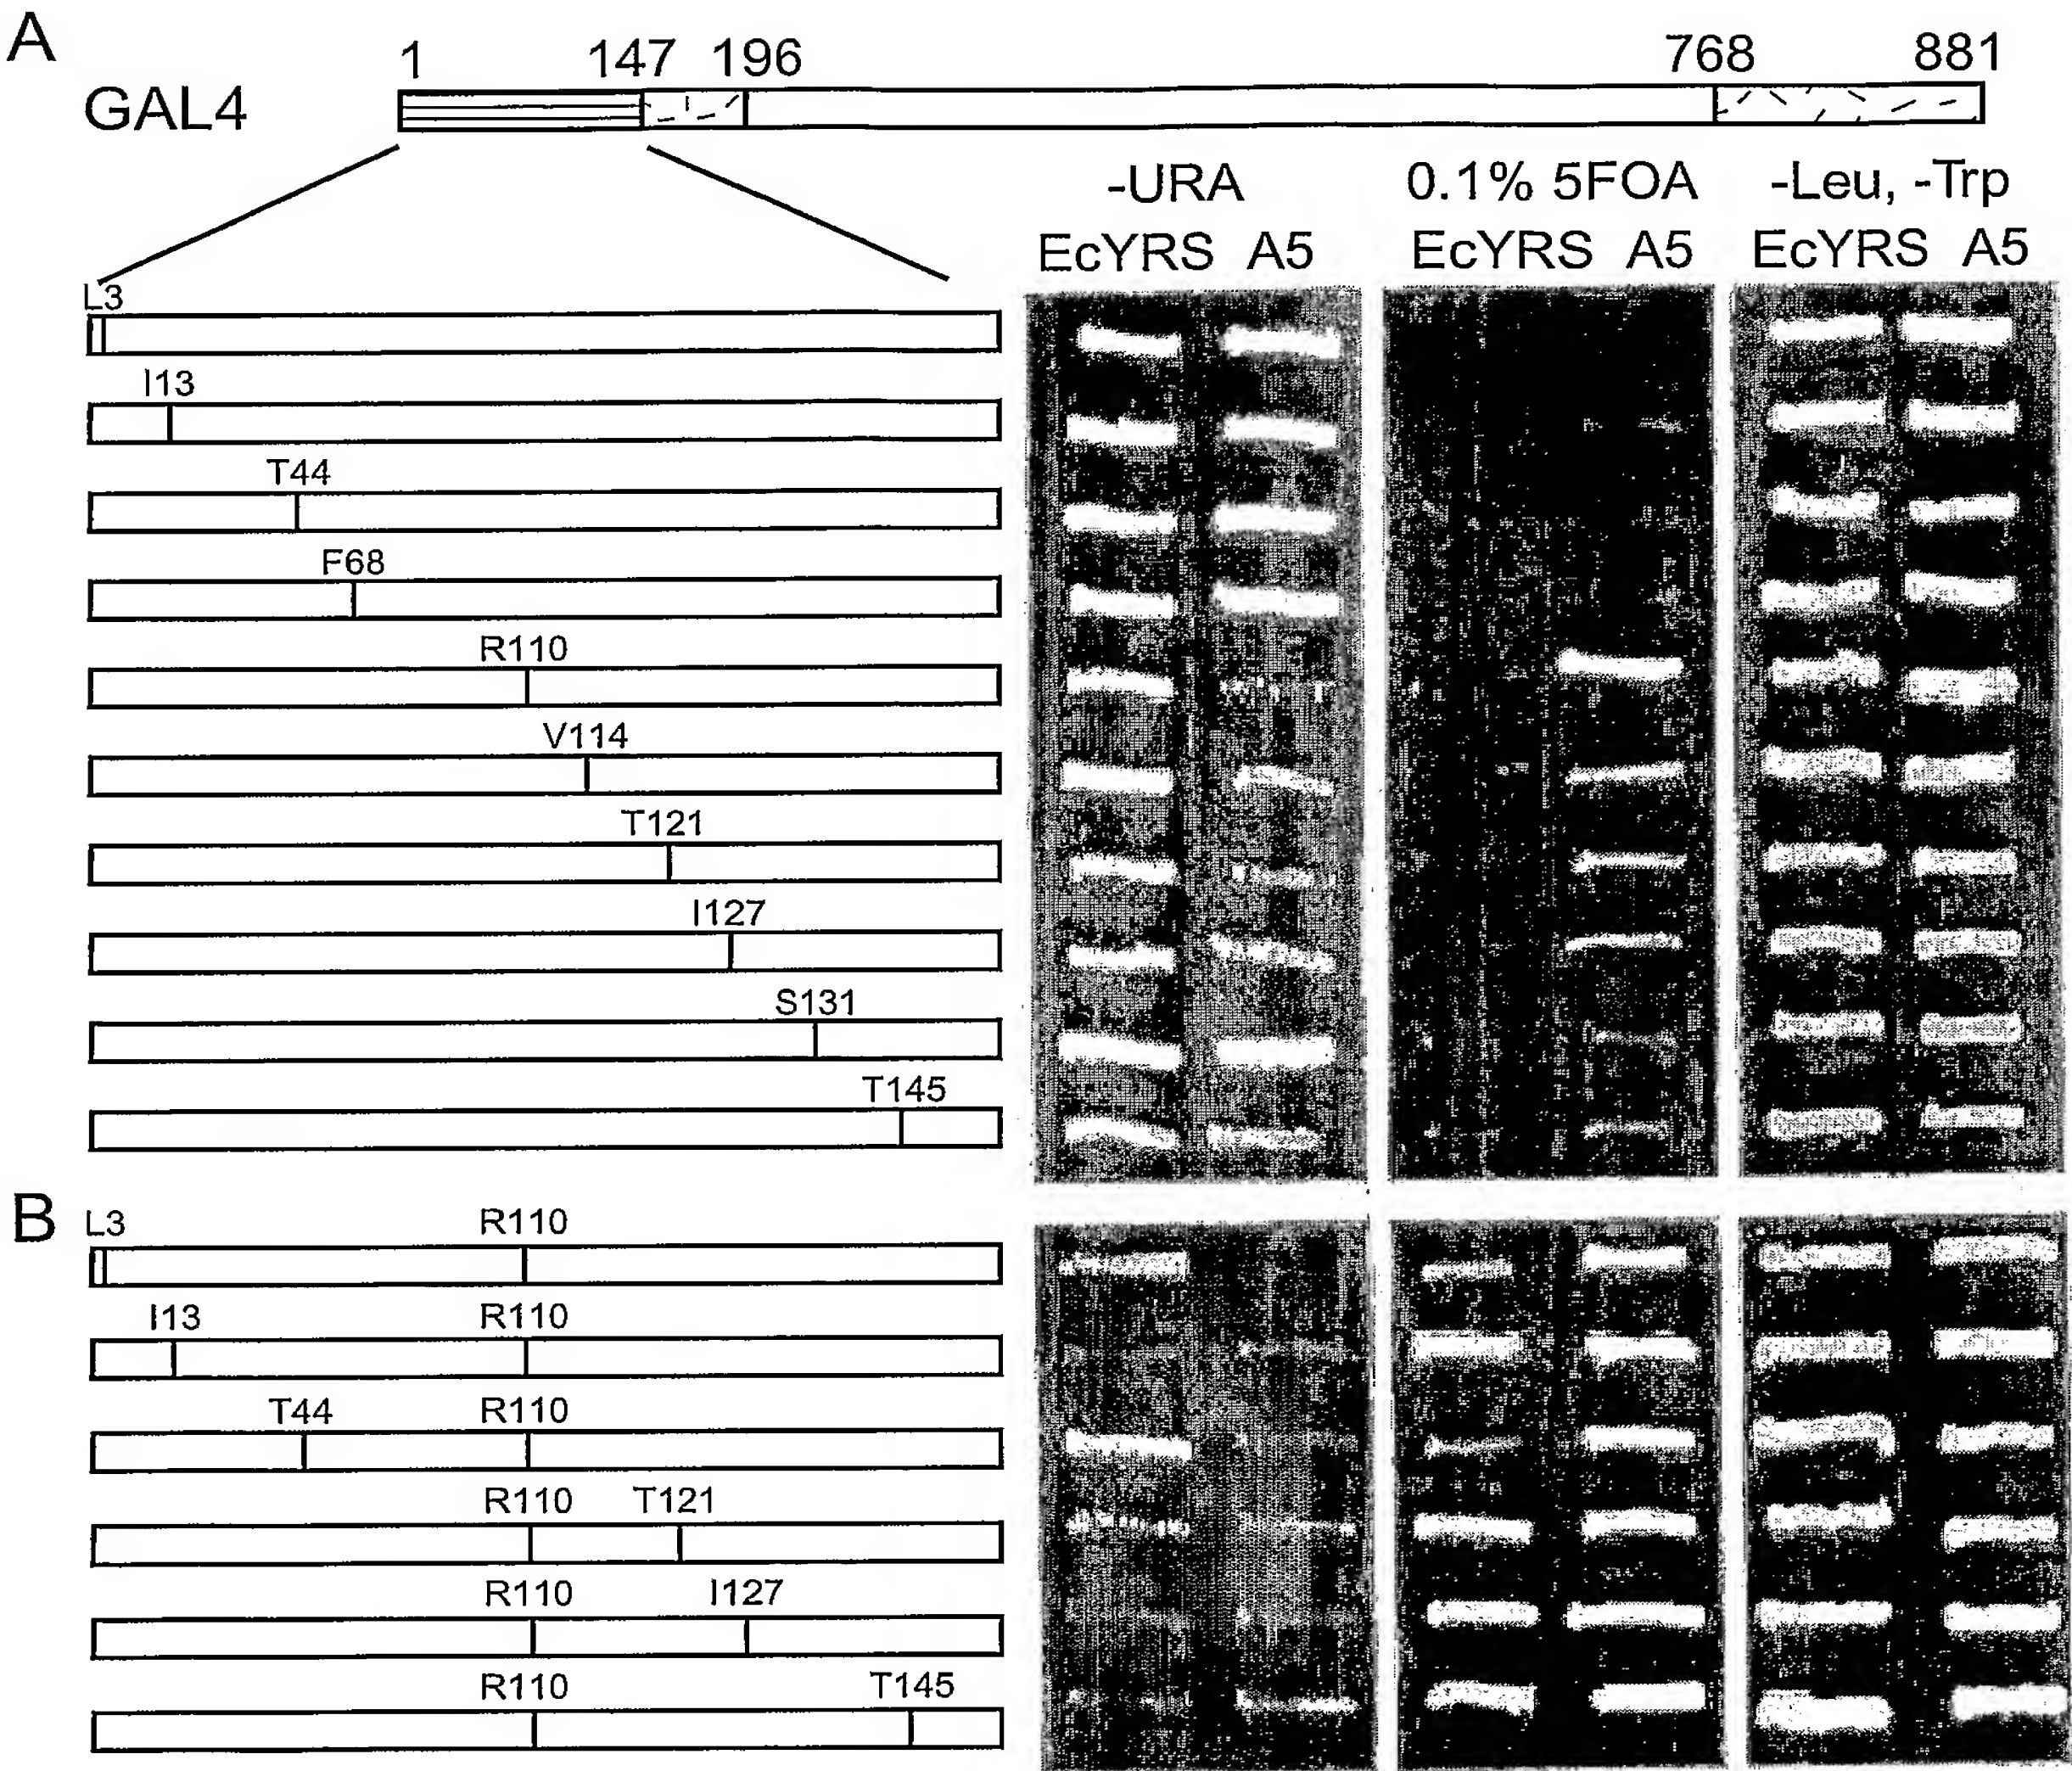 A
1 147 196 768 881
GAL4
-URA 0.1% 5FOA -Leu, -Trp
EcYRS A5 EcYRS A5 EcYRS A5
L3
I13
T44
F68
R110
V114
T121
I127
S131
T145
B
L3 R110
I13 R110
T44 R110
R110 T121
R110 I127
R110 T145